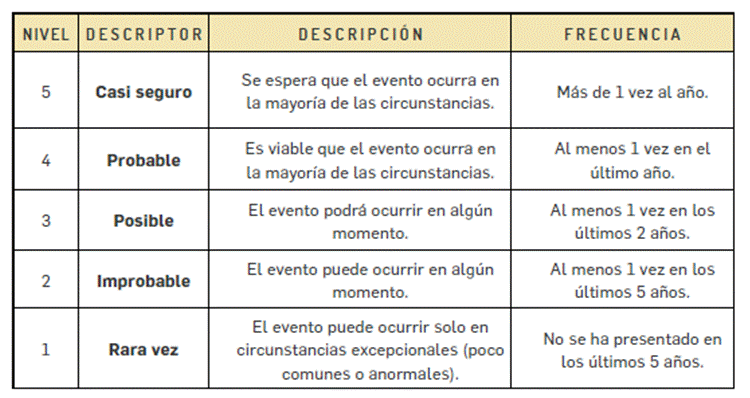 NIVEL DESCRIPTOR DESCRIPCIÓN FRECUENCIA
5 Casi seguro Se espera que el evento ocurra en la mayoría de las circunstancias. Más de 1 vez al año.
4 Probable Es viable que el evento ocurra en la mayoría de las circunstancias. Al menos 1 vez en el último año.
3 Posible El evento podrá ocurrir en algún momento. Al menos 1 vez en los últimos 2 años.
2 Improbable El evento puede ocurrir en algún momento. Al menos 1 vez en los últimos 5 años.
1 Rara vez El evento puede ocurrir solo en circunstancias excepcionales (poco comunes o anormales). No se ha presentado en los últimos 5 años.